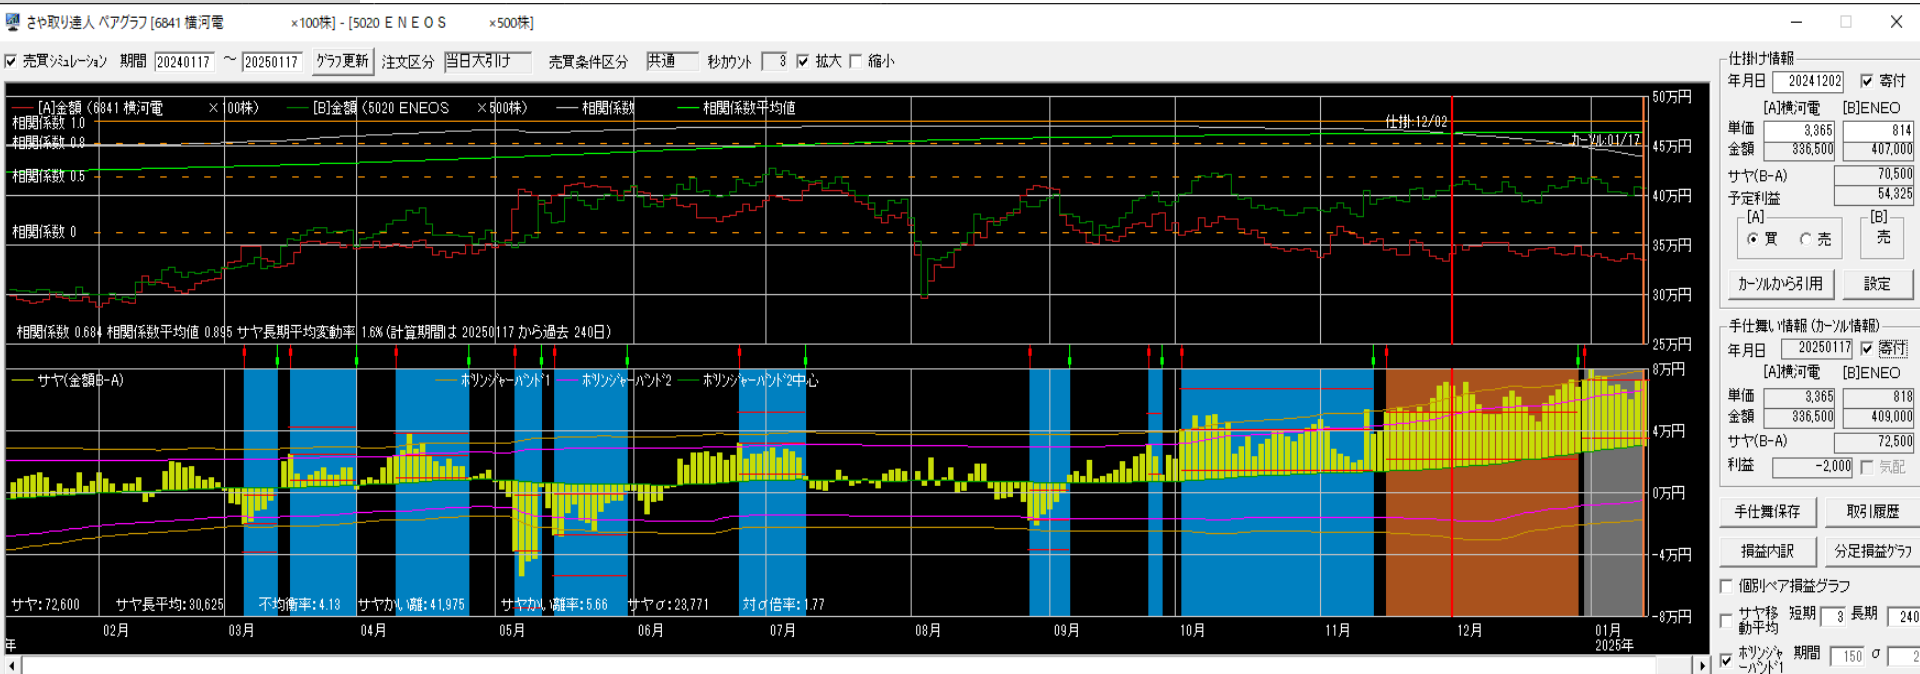 さや取り達人 ペアグラフ [6841 横河電 ×100株] - [5020 ＥＮＥＯＳ ×500株]
売買ｼﾐｭﾚｰｼｮﾝ 期間 20240117 ～ 20250117 ｸﾞﾗﾌ更新 注文区分 当日大引け 売買条件区分 共通 秒ｶｳﾝﾄ 3 拡大 縮小
[A]金額 (6841 横河電 ×100株) [B]金額 (5020 ENEOS ×500株) 相関係数 相関係数平均値
相関係数 1.0
相関係数 0.8
相関係数 0.5
相関係数 0
仕掛:12/02
ｶｰｿﾙ:01/17
50万円
45万円
40万円
35万円
30万円
25万円
相関係数 0.684 相関係数平均値 0.895 サヤ長期平均変動率 1.6% (計算期間は 20250117 から過去 240日)
サヤ(金額B-A) ﾎﾞﾘﾝｼﾞｬｰﾊﾞﾝﾄﾞ1 ﾎﾞﾘﾝｼﾞｬｰﾊﾞﾝﾄﾞ2 ﾎﾞﾘﾝｼﾞｬｰﾊﾞﾝﾄﾞ2中心
8万円
4万円
0万円
-4万円
-8万円
サヤ:72,600 サヤ長平均:30,625 不均衡率:4.13 サヤかい離:41,975 サヤかい離率:5.66 サヤσ:23,771 対σ倍率:1.77
02月 03月 04月 05月 06月 07月 08月 09月 10月 11月 12月 01月
年 2025年
仕掛け情報
年月日 20241202 寄付
[A]横河電 [B]ENEO
単価 3,365 814
金額 336,500 407,000
サヤ(B-A) 70,500
予定利益 54,325
[A] [B]
買 売 売
ｶｰｿﾙから引用 設定
手仕舞い情報 (ｶｰｿﾙ情報)
年月日 20250117 寄付
[A]横河電 [B]ENEO
単価 3,365 818
金額 336,500 409,000
サヤ(B-A) 72,500
利益 -2,000 気配
手仕舞保存 取引履歴
損益内訳 分足損益ｸﾞﾗﾌ
個別ペア損益グラフ
サヤ移動平均 短期 3 長期 240
ﾎﾞﾘﾝｼﾞｬｰﾊﾞﾝﾄﾞ1 期間 150 σ 2